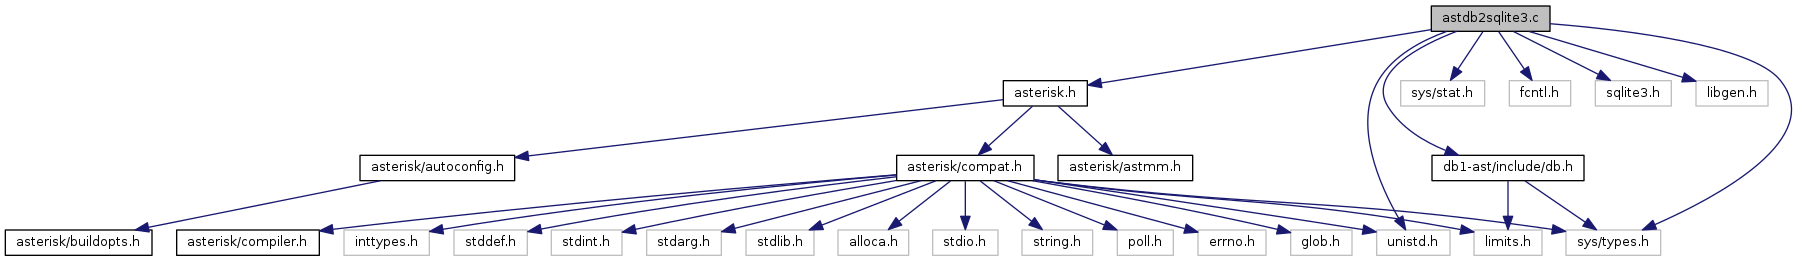 astdb2sqlite3.c
asterisk.h
sys/stat.h
fcntl.h
sqlite3.h
libgen.h
asterisk/autoconfig.h
asterisk/compat.h
asterisk/astmm.h
db1-ast/include/db.h
asterisk/buildopts.h
asterisk/compiler.h
inttypes.h
stddef.h
stdint.h
stdarg.h
stdlib.h
alloca.h
stdio.h
string.h
poll.h
errno.h
glob.h
unistd.h
limits.h
sys/types.h